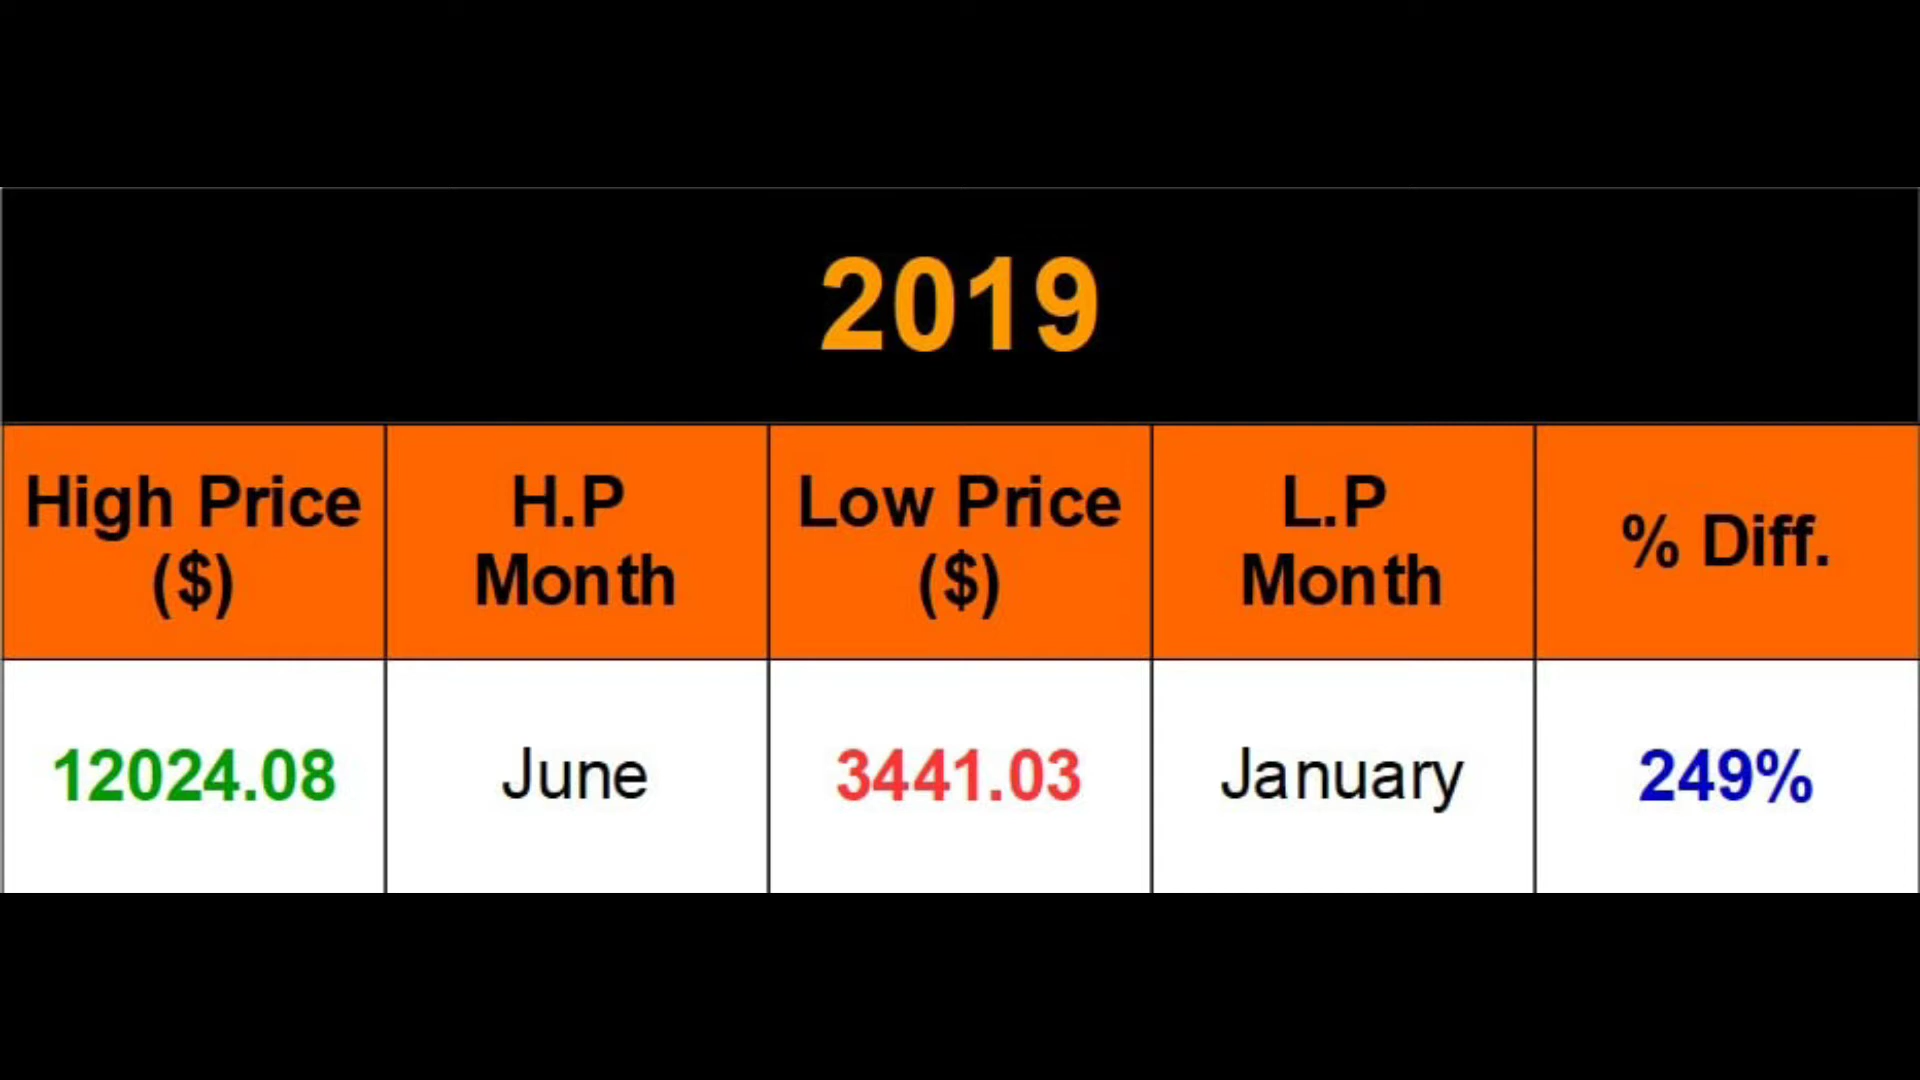 2019
High Price
($)
H.P
Month
Low Price
($)
L.P
Month
% Diff.
12024.08
June
3441.03
January
249%